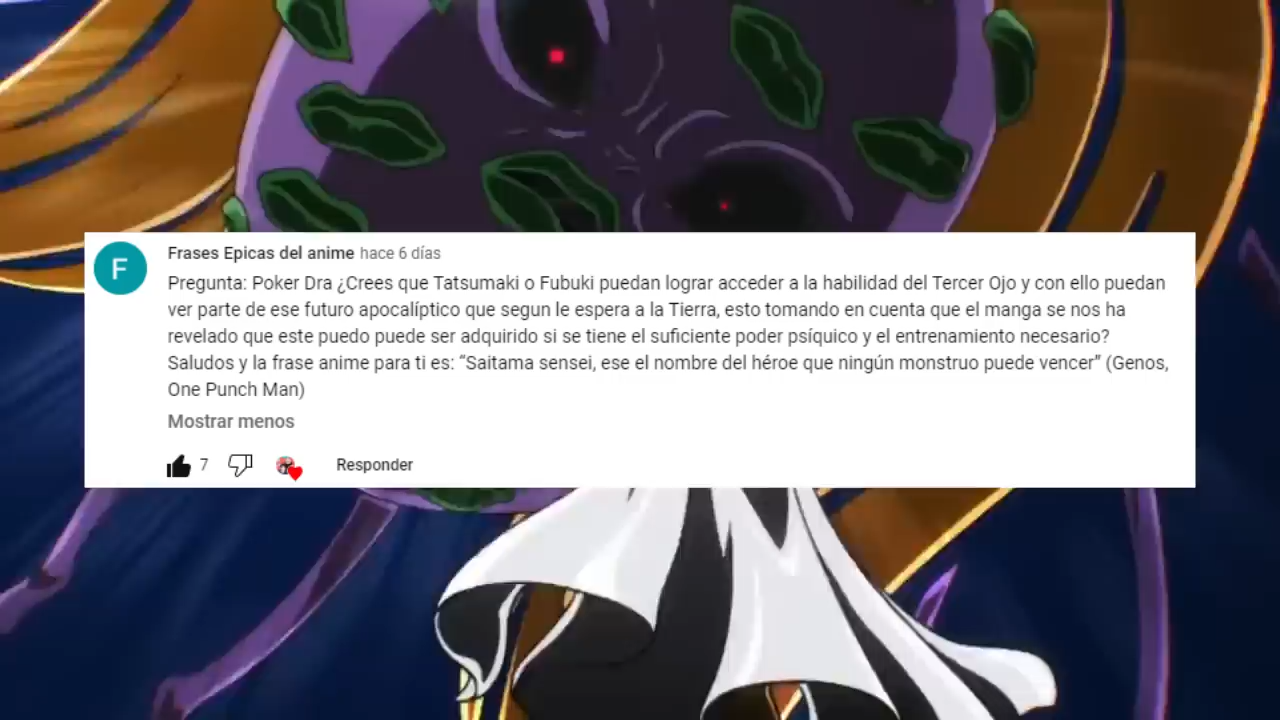 F
Frases Epicas del anime hace 6 días
Pregunta: Poker Dra ¿Crees que Tatsumaki o Fubuki puedan lograr acceder a la habilidad del Tercer Ojo y con ello puedan
ver parte de ese futuro apocalíptico que segun le espera a la Tierra, esto tomando en cuenta que el manga se nos ha
revelado que este puedo puede ser adquirido si se tiene el suficiente poder psíquico y el entrenamiento necesario?
Saludos y la frase anime para ti es: “Saitama sensei, ese el nombre del héroe que ningún monstruo puede vencer” (Genos,
One Punch Man)
Mostrar menos
7 Responder